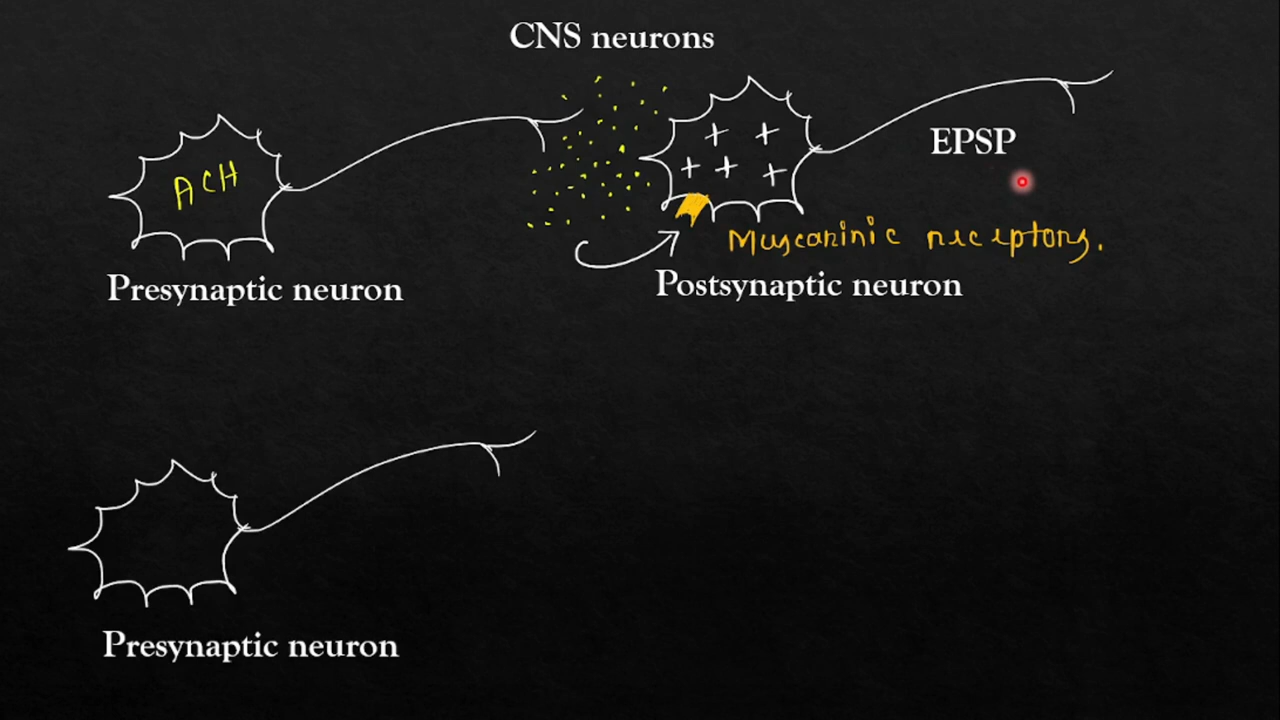 CNS neurons
ACH
+ +
+ + +
EPSP
Muscarinic receptors.
Presynaptic neuron
Postsynaptic neuron
Presynaptic neuron